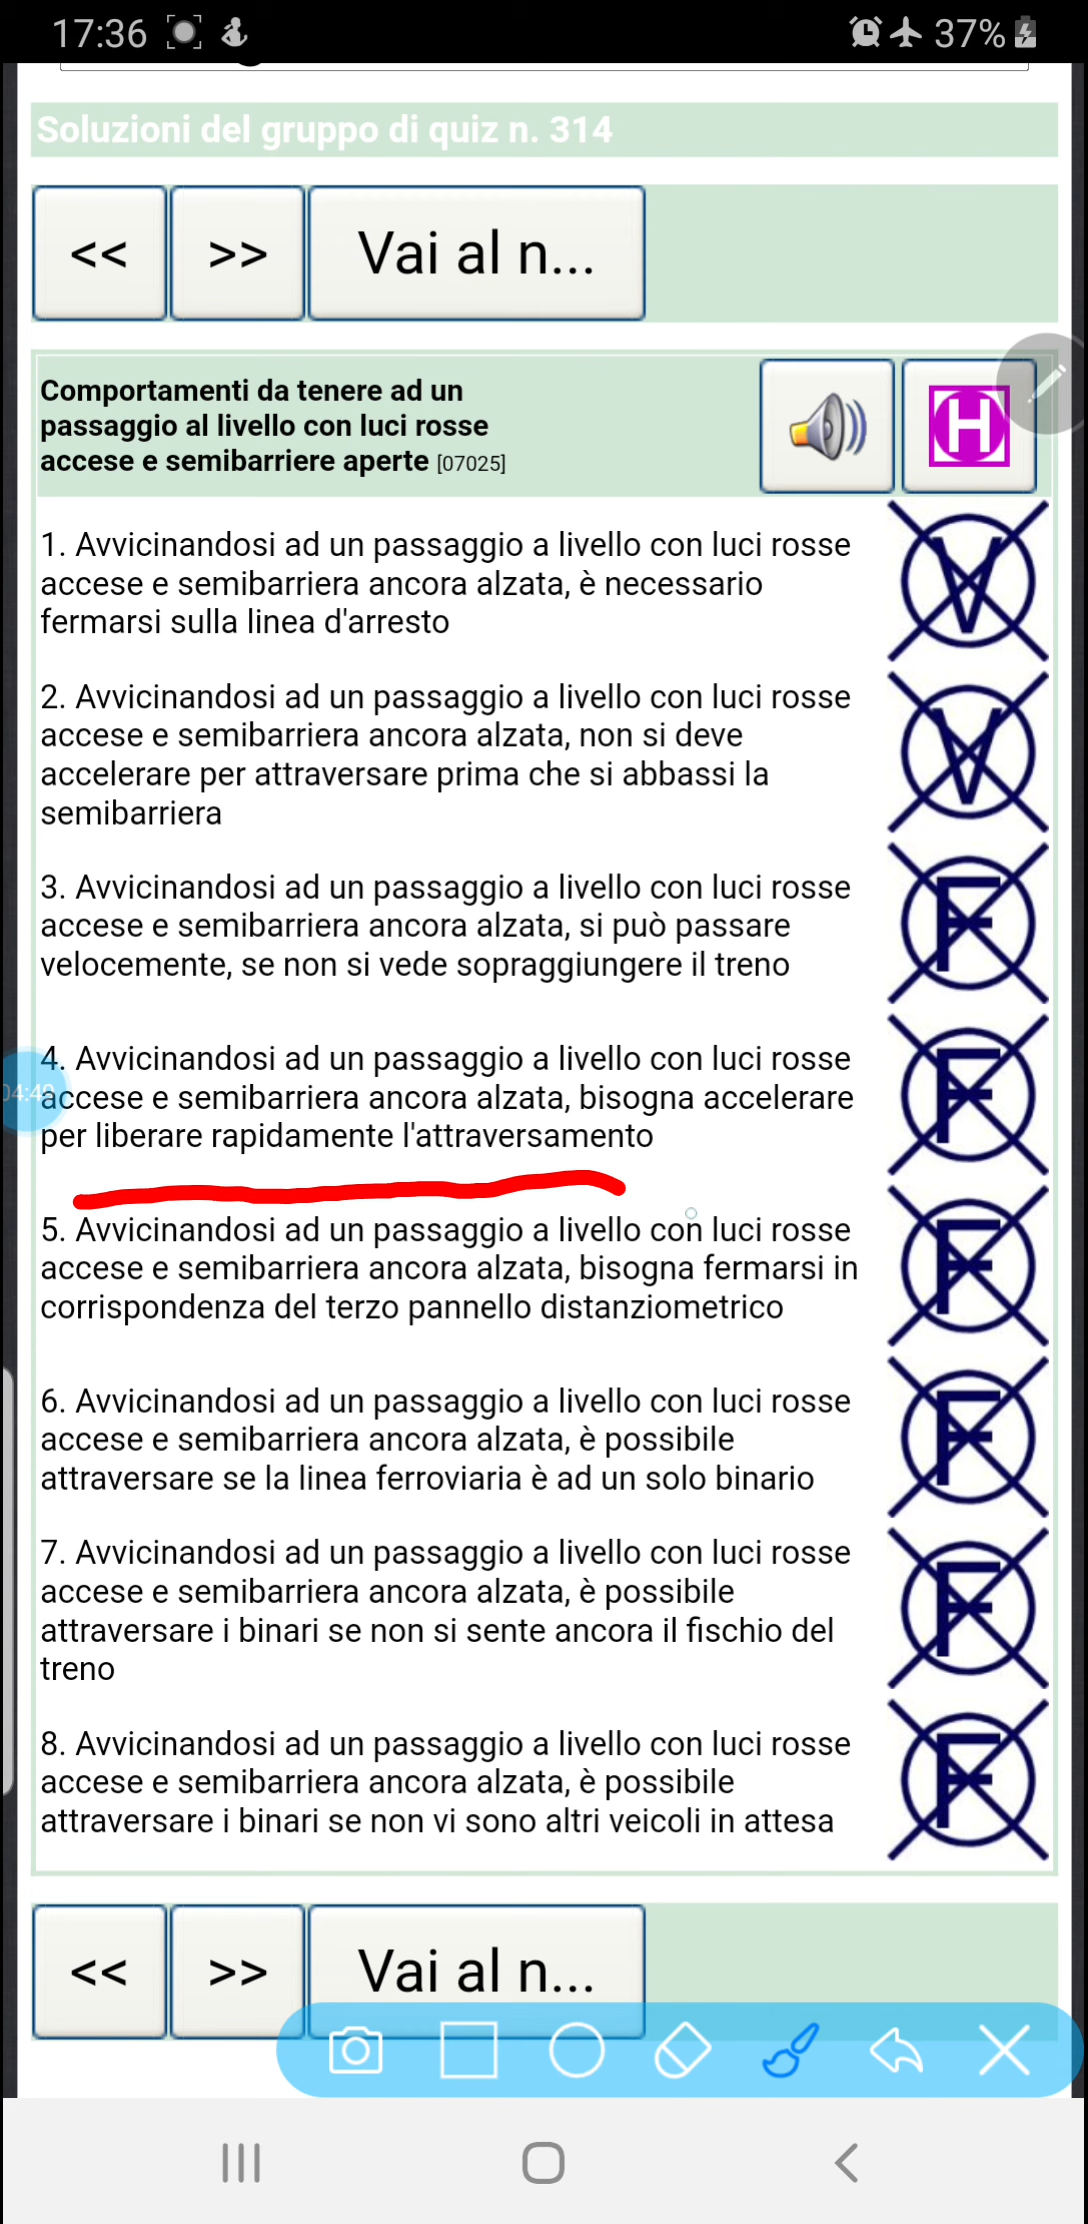 17:36
37%
Soluzioni del gruppo di quiz n. 314
<<
>>
Vai al n...
Comportamenti da tenere ad un
passaggio al livello con luci rosse
accese e semibarriere aperte [07025]
H
1. Avvicinandosi ad un passaggio a livello con luci rosse
accese e semibarriera ancora alzata, è necessario
fermarsi sulla linea d'arresto
V
2. Avvicinandosi ad un passaggio a livello con luci rosse
accese e semibarriera ancora alzata, non si deve
accelerare per attraversare prima che si abbassi la
semibarriera
V
3. Avvicinandosi ad un passaggio a livello con luci rosse
accese e semibarriera ancora alzata, si può passare
velocemente, se non si vede sopraggiungere il treno
F
4. Avvicinandosi ad un passaggio a livello con luci rosse
accese e semibarriera ancora alzata, bisogna accelerare
per liberare rapidamente l'attraversamento
F
5. Avvicinandosi ad un passaggio a livello con luci rosse
accese e semibarriera ancora alzata, bisogna fermarsi in
corrispondenza del terzo pannello distanziometrico
F
6. Avvicinandosi ad un passaggio a livello con luci rosse
accese e semibarriera ancora alzata, è possibile
attraversare se la linea ferroviaria è ad un solo binario
F
7. Avvicinandosi ad un passaggio a livello con luci rosse
accese e semibarriera ancora alzata, è possibile
attraversare i binari se non si sente ancora il fischio del
treno
F
8. Avvicinandosi ad un passaggio a livello con luci rosse
accese e semibarriera ancora alzata, è possibile
attraversare i binari se non vi sono altri veicoli in attesa
F
<<
>>
Vai al n...